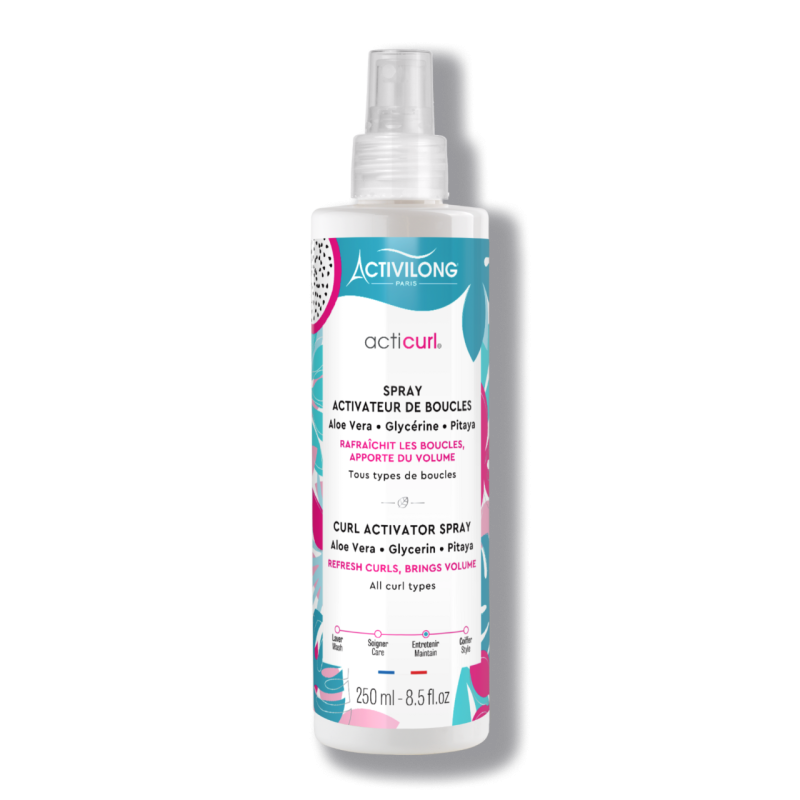 ACTIVILONG
PARIS
acticurl®
SPRAY
ACTIVATEUR DE BOUCLES
Aloe Vera • Glycérine • Pitaya
RAFRAÎCHIT LES BOUCLES,
APPORTE DU VOLUME
Tous types de boucles
CURL ACTIVATOR SPRAY
Aloe Vera • Glycerin • Pitaya
REFRESH CURLS, BRINGS VOLUME
All curl types
Laver Soigner Entretenir Coiffer
Wash Care Maintain Style
250 ml - 8.5 fl.oz